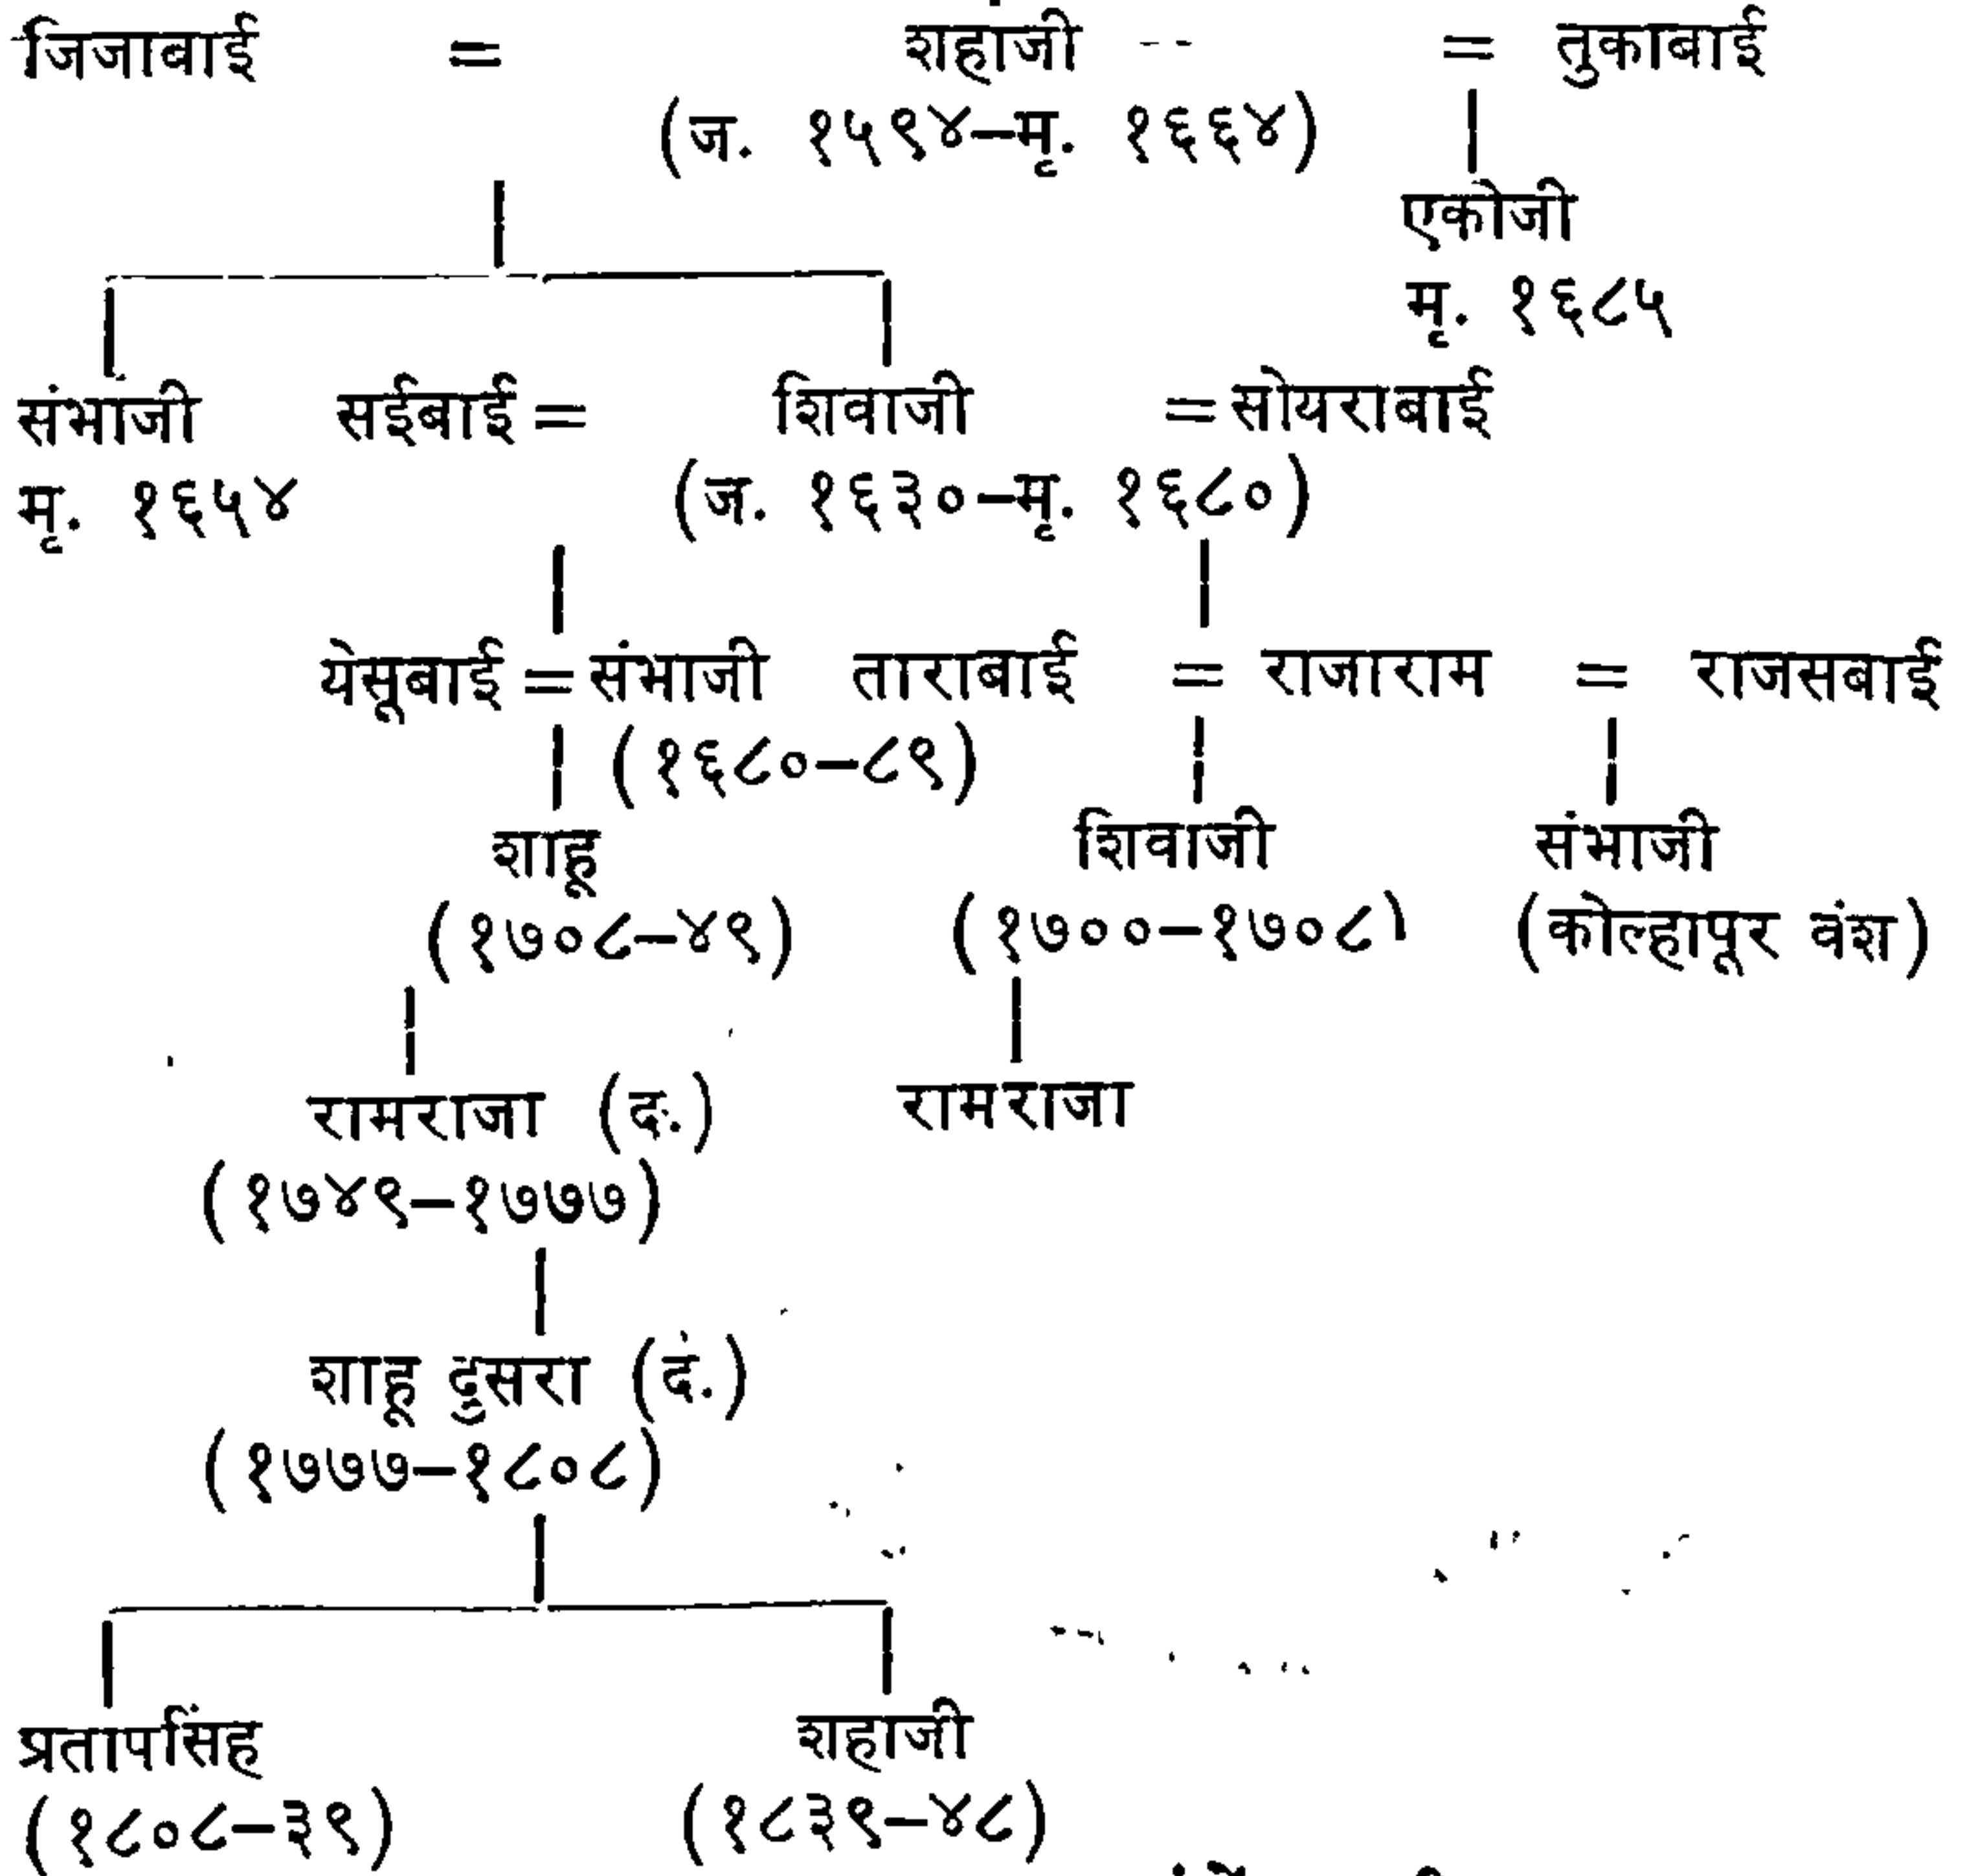 जिजाबाई = शहाजी = तुकाबाई
(ज. १५९४–मृ. १६६४)
एकोजी
मृ. १६८५
संभाजी सईबाई = शिवाजी = सोयराबाई
मृ. १६५४ (ज. १६३०–मृ. १६८०)
येसूबाई = संभाजी ताराबाई = राजाराम = राजसबाई
(१६८०–८९)
शाहू शिवाजी संभाजी
(१७०८–४९) (१७००–१७०८) (कोल्हापूर वंश)
रामराजा (द.) रामराजा
(१७४९–१७७७)
शाहू दुसरा (द.)
(१७७७–१८०८)
प्रतापसिंह शहाजी
(१८०८–३९) (१८३९–४८)